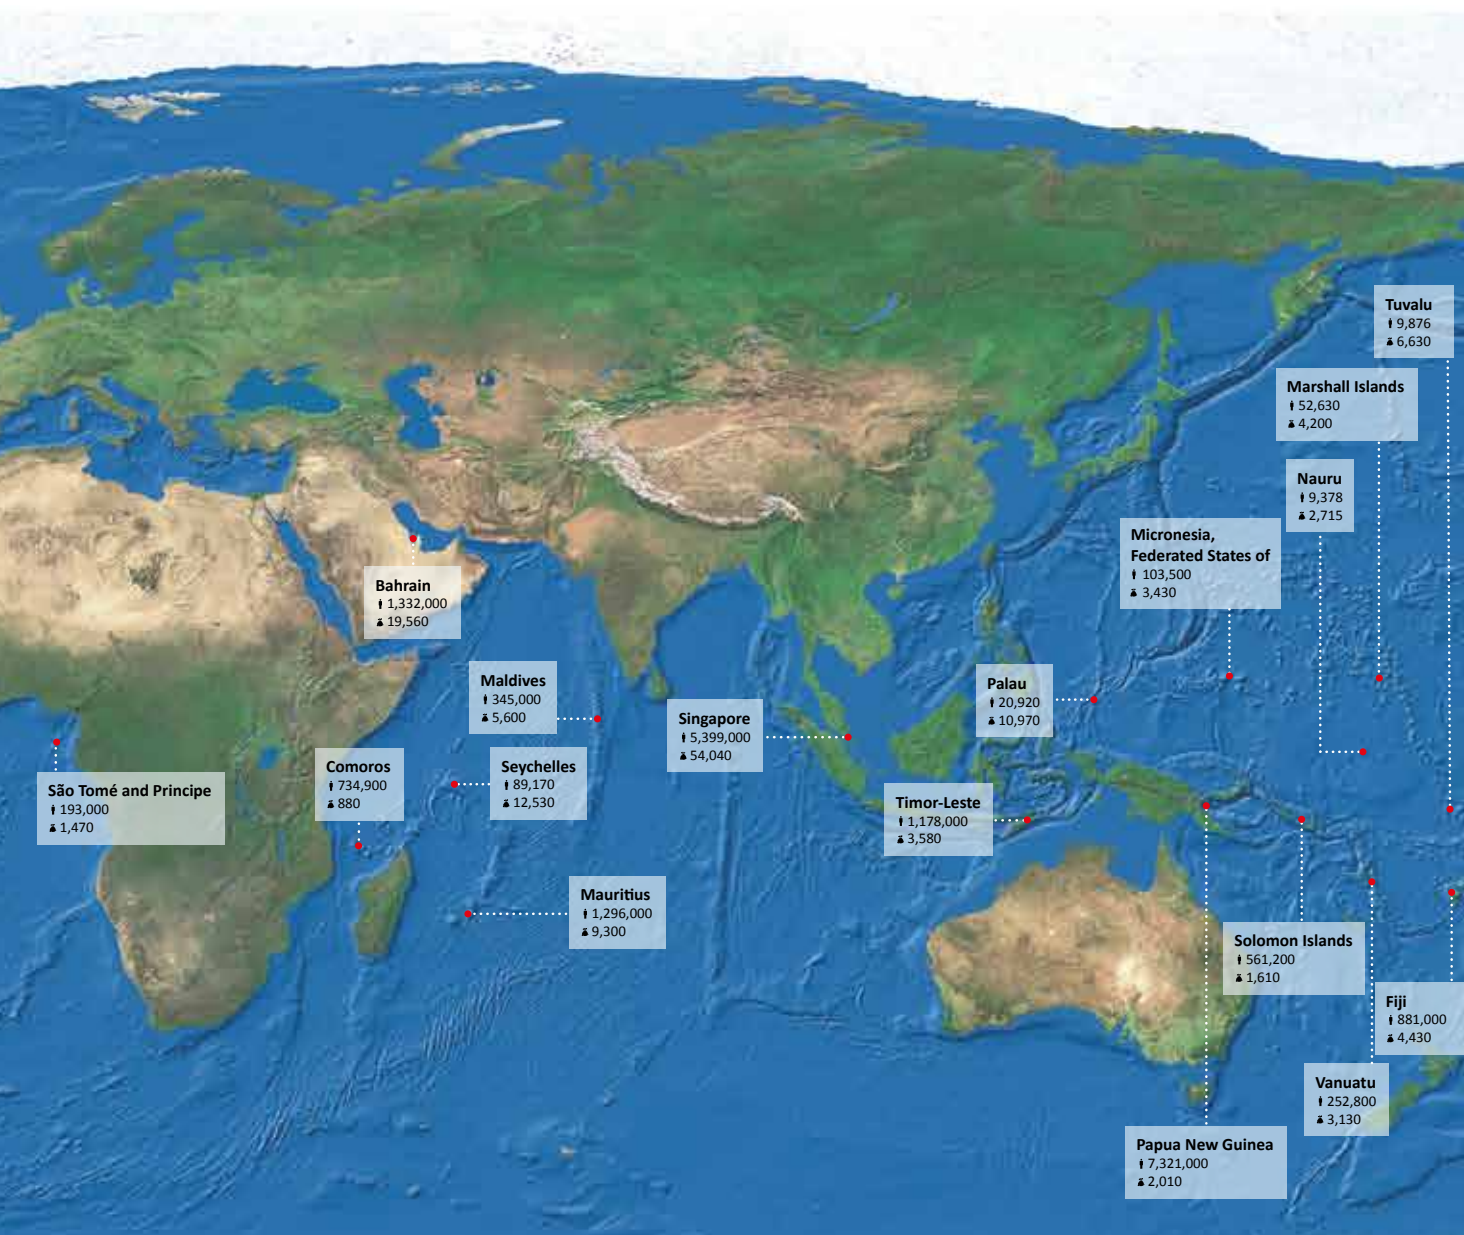 Tuvalu
9,876
6,630
Marshall Islands
52,630
4,200
Nauru
9,378
2,715
Micronesia,
Federated States of
103,500
3,430
Bahrain
1,332,000
19,560
Maldives
345,000
5,600
Palau
20,920
10,970
Singapore
5,399,000
54,040
Comoros
734,900
880
Seychelles
89,170
12,530
São Tomé and Principe
193,000
1,470
Timor-Leste
1,178,000
3,580
Mauritius
1,296,000
9,300
Solomon Islands
561,200
1,610
Fiji
881,000
4,430
Vanuatu
252,800
3,130
Papua New Guinea
7,321,000
2,010